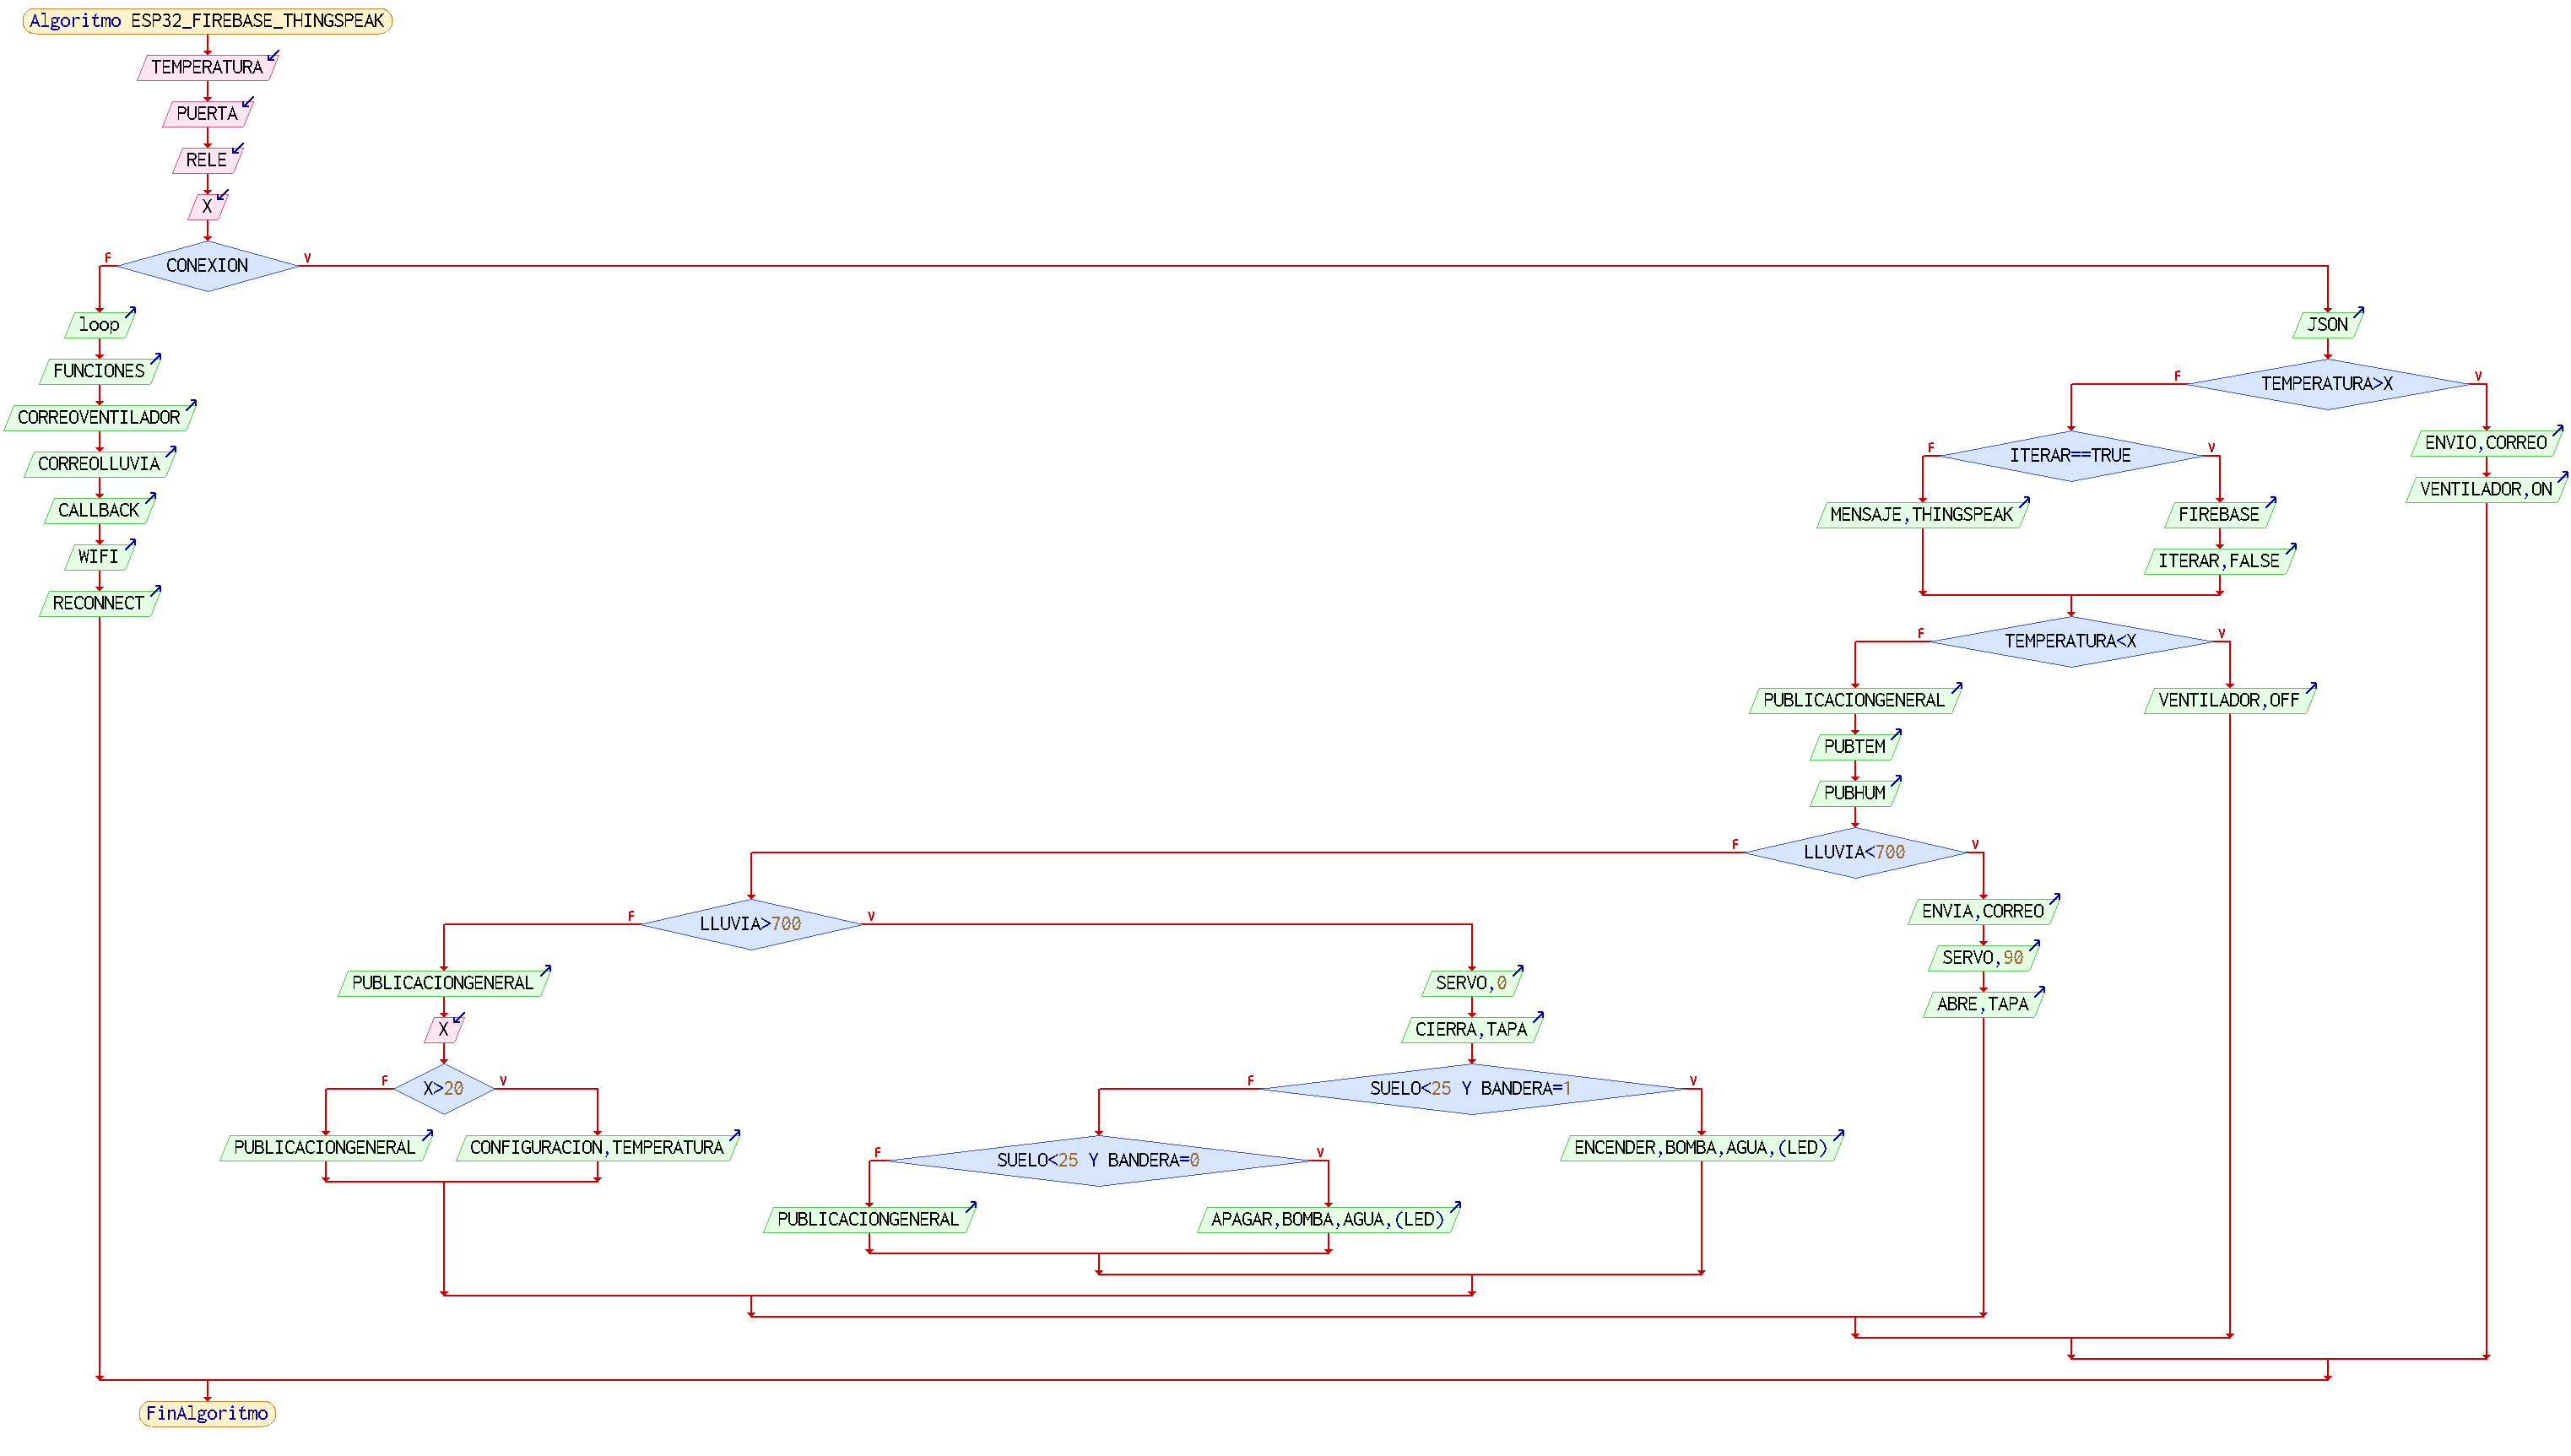 Algoritmo ESP32_FIREBASE_THINGSPEAK
TEMPERATURA
PUERTA
RELE
X
CONEXION
F
V
loop
FUNCIONES
CORREOVENTILADOR
CORREOLLUVIA
CALLBACK
WIFI
RECONNECT
JSON
TEMPERATURA>X
F
V
ITERAR==TRUE
F
V
MENSAJE,THINGSPEAK
FIREBASE
ITERAR,FALSE
ENVIO,CORREO
VENTILADOR,ON
TEMPERATURA<X
F
V
PUBLICACIONGENERAL
PUBTEM
PUBHUM
VENTILADOR,OFF
LLUVIA<700
F
V
ENVIA,CORREO
SERVO,90
ABRE,TAPA
LLUVIA>700
F
V
PUBLICACIONGENERAL
X
X>20
F
V
PUBLICACIONGENERAL
CONFIGURACION,TEMPERATURA
SERVO,0
CIERRA,TAPA
SUELO<25 Y BANDERA=1
F
V
SUELO<25 Y BANDERA=0
F
V
PUBLICACIONGENERAL
APAGAR,BOMBA,AGUA,(LED)
ENCENDER,BOMBA,AGUA,(LED)
FinAlgoritmo